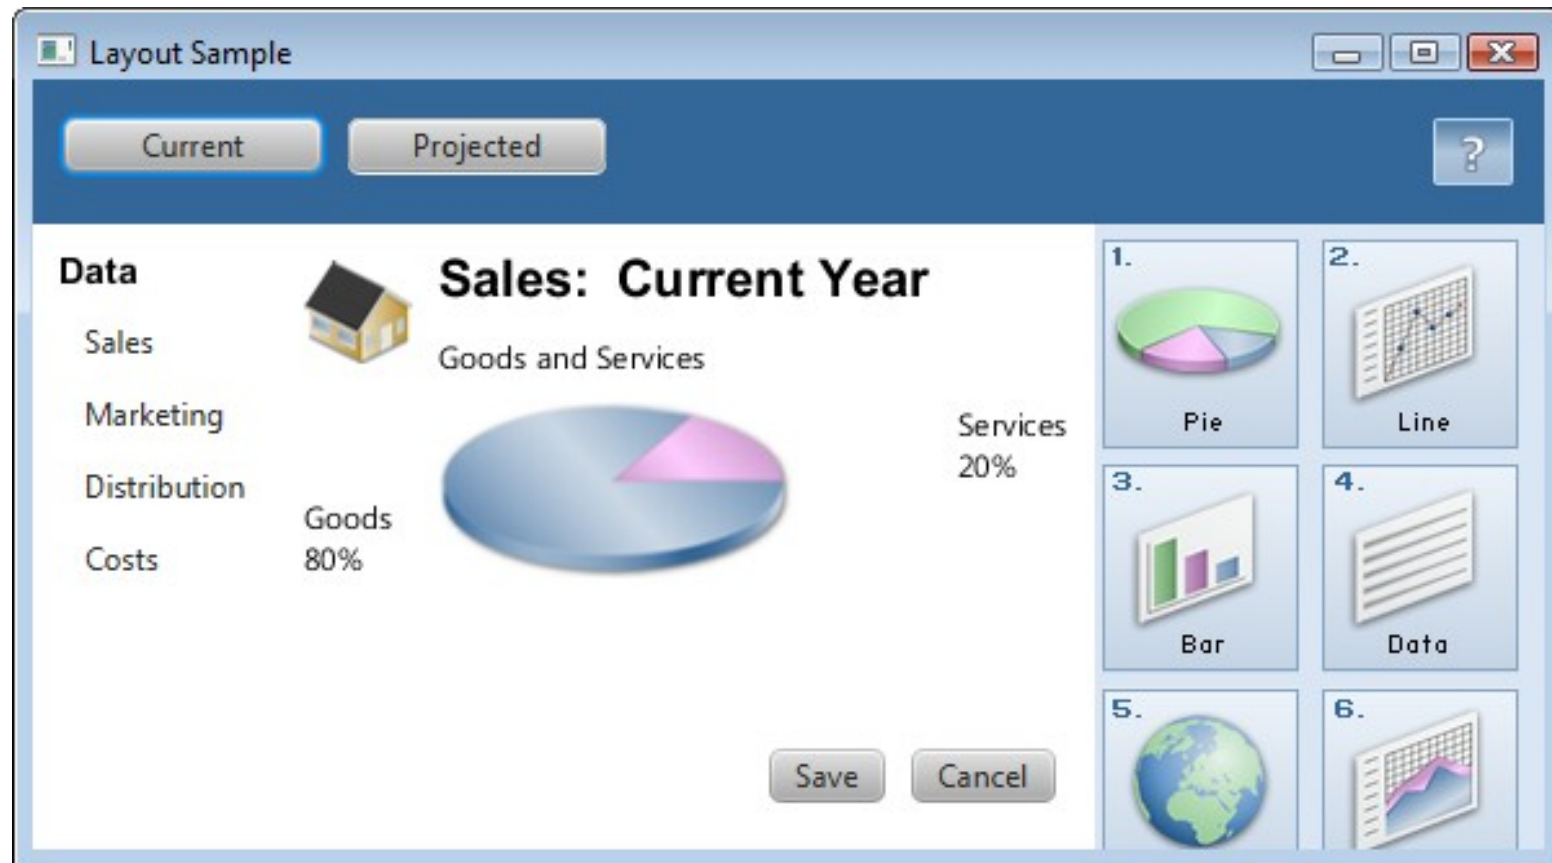 Layout Sample
Current
Projected
?
Data
Sales
Marketing
Distribution
Costs
Sales:  Current Year
Goods and Services
Goods
80%
Services
20%
Save
Cancel
1.
Pie
2.
Line
3.
Bar
4.
Data
5.
6.